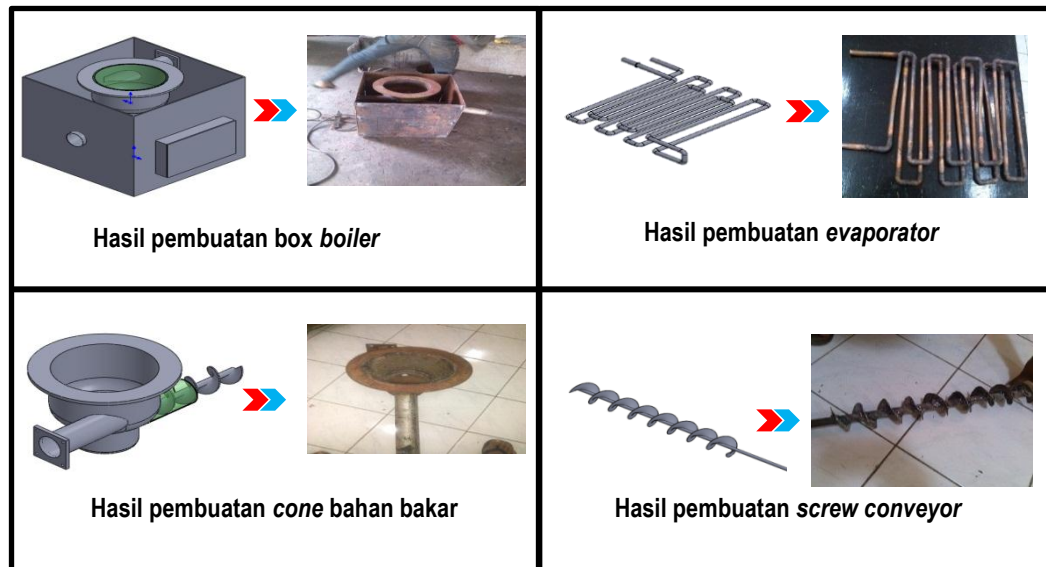 Hasil pembuatan box boiler
Hasil pembuatan evaporator
Hasil pembuatan cone bahan bakar
Hasil pembuatan screw conveyor